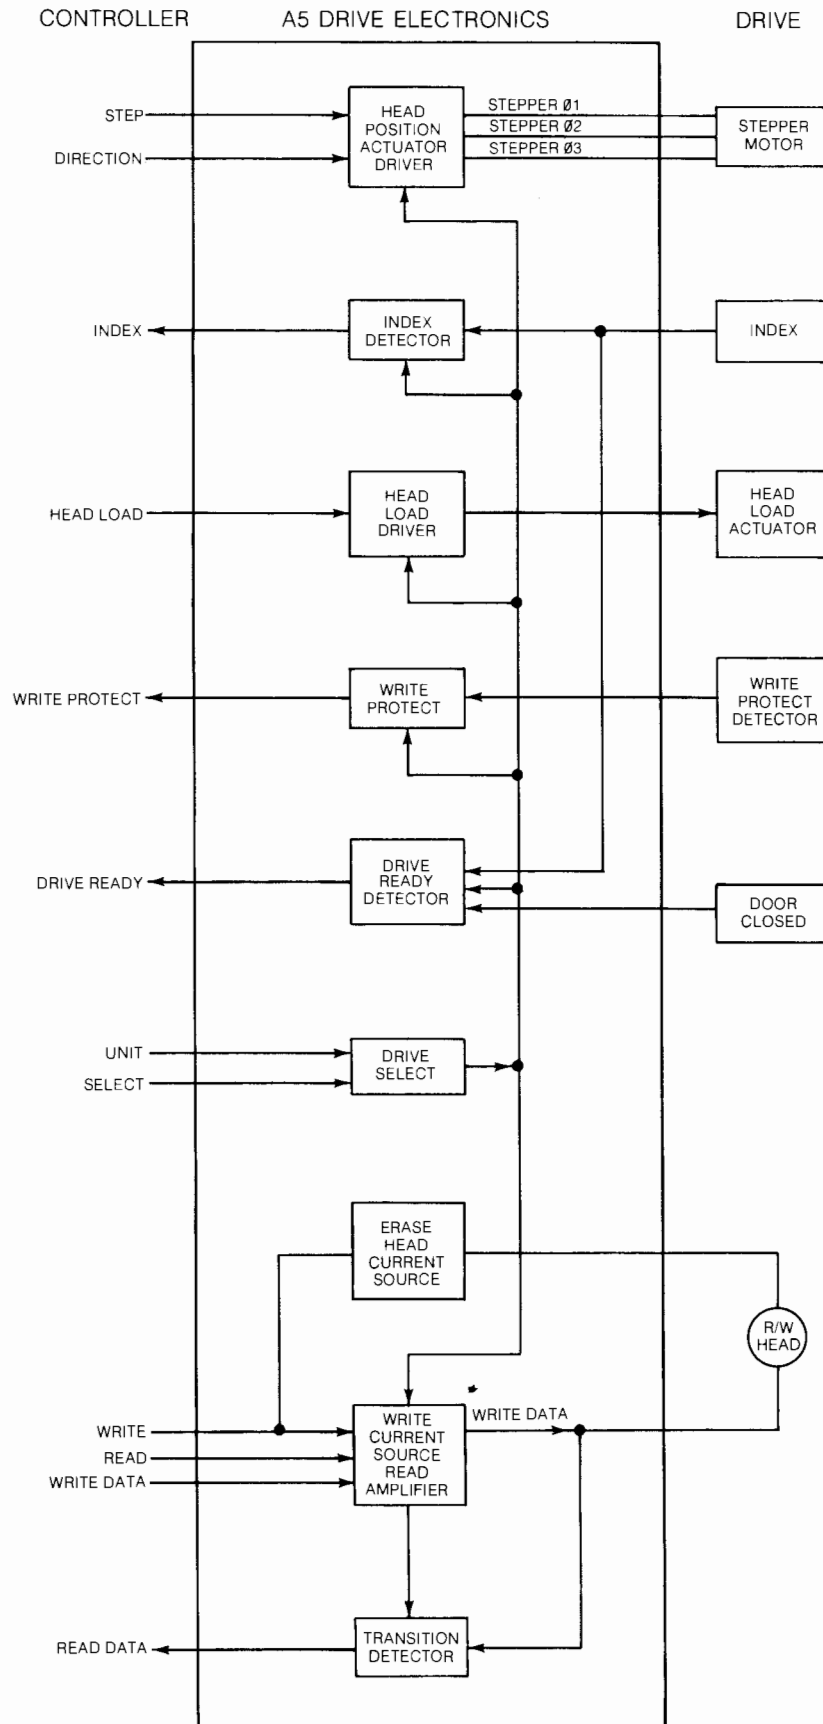 CONTROLLER
A5 DRIVE ELECTRONICS
DRIVE
STEP
DIRECTION
HEAD
POSITION
ACTUATOR
DRIVER
STEPPER Ø1
STEPPER Ø2
STEPPER Ø3
STEPPER
MOTOR
INDEX
INDEX
DETECTOR
INDEX
HEAD LOAD
HEAD
LOAD
DRIVER
HEAD
LOAD
ACTUATOR
WRITE PROTECT
WRITE
PROTECT
WRITE
PROTECT
DETECTOR
DRIVE READY
DRIVE
READY
DETECTOR
DOOR
CLOSED
UNIT
SELECT
DRIVE
SELECT
ERASE
HEAD
CURRENT
SOURCE
R/W
HEAD
WRITE
READ
WRITE DATA
WRITE
CURRENT
SOURCE
READ
AMPLIFIER
WRITE DATA
READ DATA
TRANSITION
DETECTOR